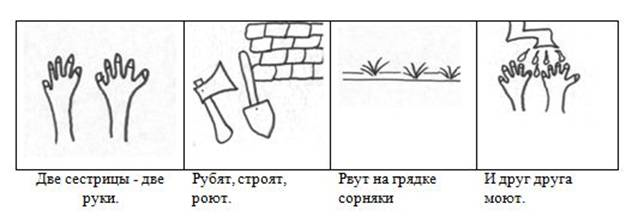 Две сестрицы - две
руки.
Рубят, строят,
роют.
Рвут на грядке
сорняки
И друг друга
моют.